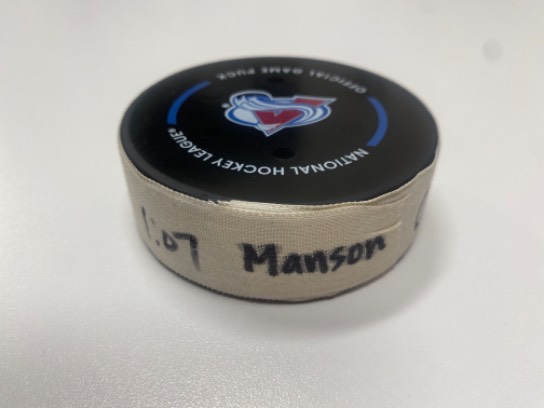 OFFICIAL GAME PUCK
NATIONAL HOCKEY LEAGUE®
1:07 Manson